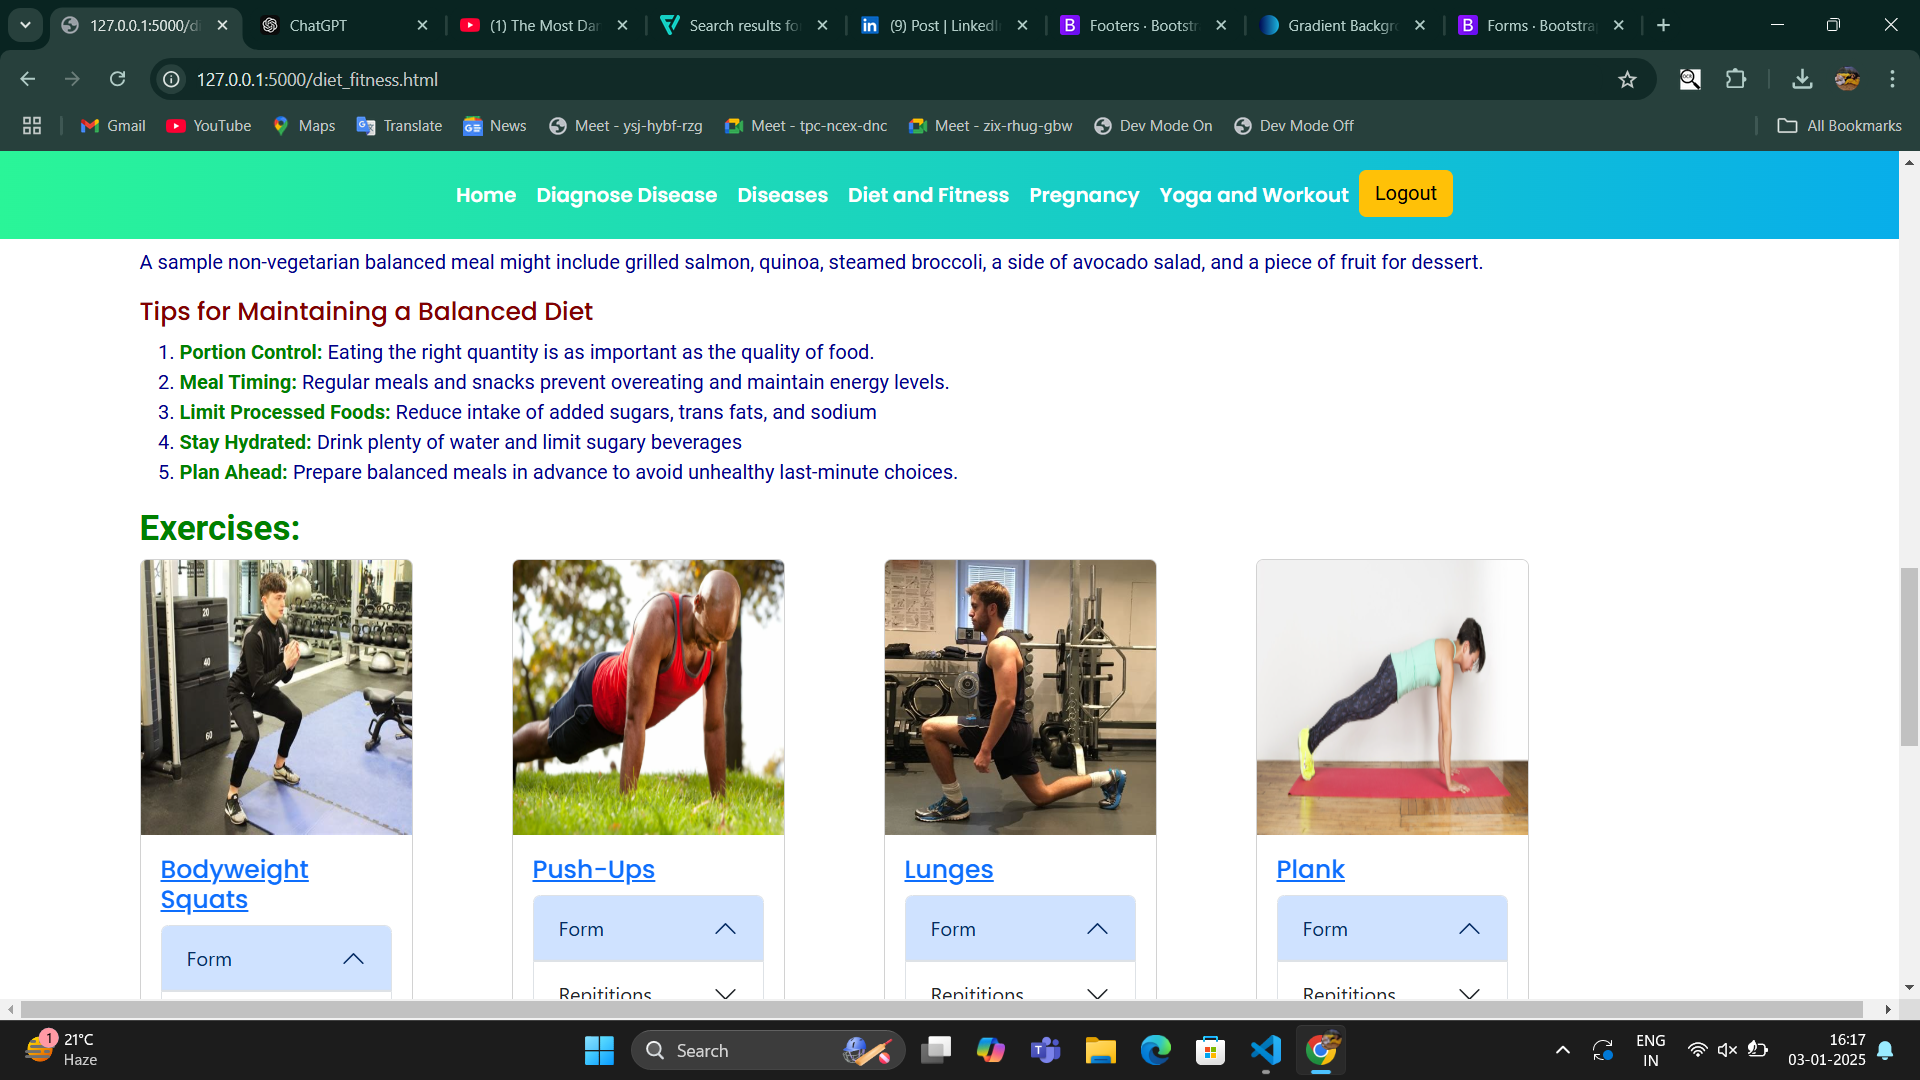 127.0.0.1:5000/di
ChatGPT
(1) The Most Dar
Search results fo
(9) Post | LinkedI
Footers · Bootstr
Gradient Backgr
Forms · Bootstra
127.0.0.1:5000/diet_fitness.html
Gmail
YouTube
Maps
Translate
News
Meet - ysj-hybf-rzg
Meet - tpc-ncex-dnc
Meet - zix-rhug-gbw
Dev Mode On
Dev Mode Off
All Bookmarks
Home Diagnose Disease Diseases Diet and Fitness Pregnancy Yoga and Workout Logout
A sample non-vegetarian balanced meal might include grilled salmon, quinoa, steamed broccoli, a side of avocado salad, and a piece of fruit for dessert.
Tips for Maintaining a Balanced Diet
1. Portion Control: Eating the right quantity is as important as the quality of food.
2. Meal Timing: Regular meals and snacks prevent overeating and maintain energy levels.
3. Limit Processed Foods: Reduce intake of added sugars, trans fats, and sodium
4. Stay Hydrated: Drink plenty of water and limit sugary beverages
5. Plan Ahead: Prepare balanced meals in advance to avoid unhealthy last-minute choices.
Exercises:
20
40
60
Bodyweight
Squats
Form
Push-Ups
Form
Repititions
Lunges
Form
Repititions
Plank
Form
Repititions
1
21°C
Haze
Search
ENG
IN
16:17
03-01-2025